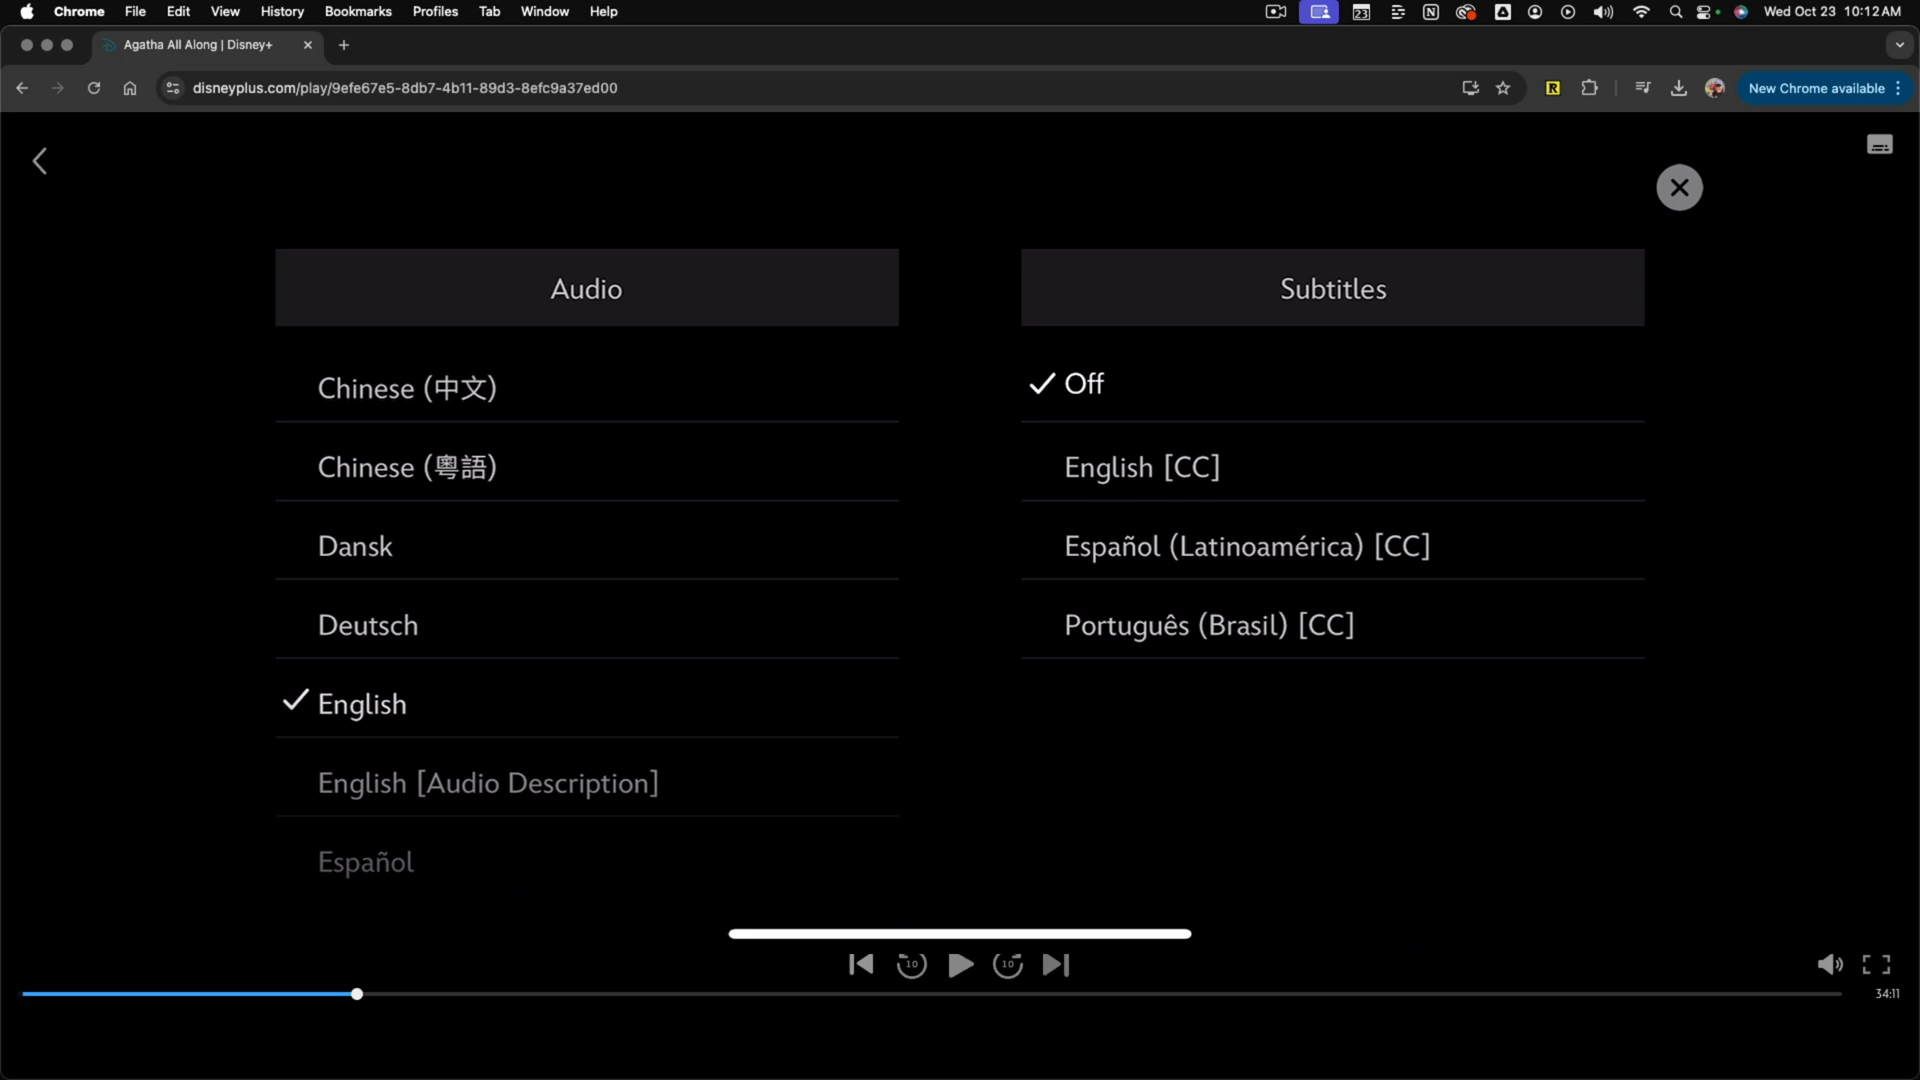 Chrome File Edit View History Bookmarks Profiles Tab Window Help 23 Wed Oct 23 10:12 AM
Agatha All Along | Disney+
disneyplus.com/play/9efe67e5-8db7-4b11-89d3-8efc9a37ed00 R New Chrome available
Audio
Chinese (中文)
Chinese (粵語)
Dansk
Deutsch
English
English [Audio Description]
Español
Subtitles
Off
English [CC]
Español (Latinoamérica) [CC]
Português (Brasil) [CC]
10 10
34:11